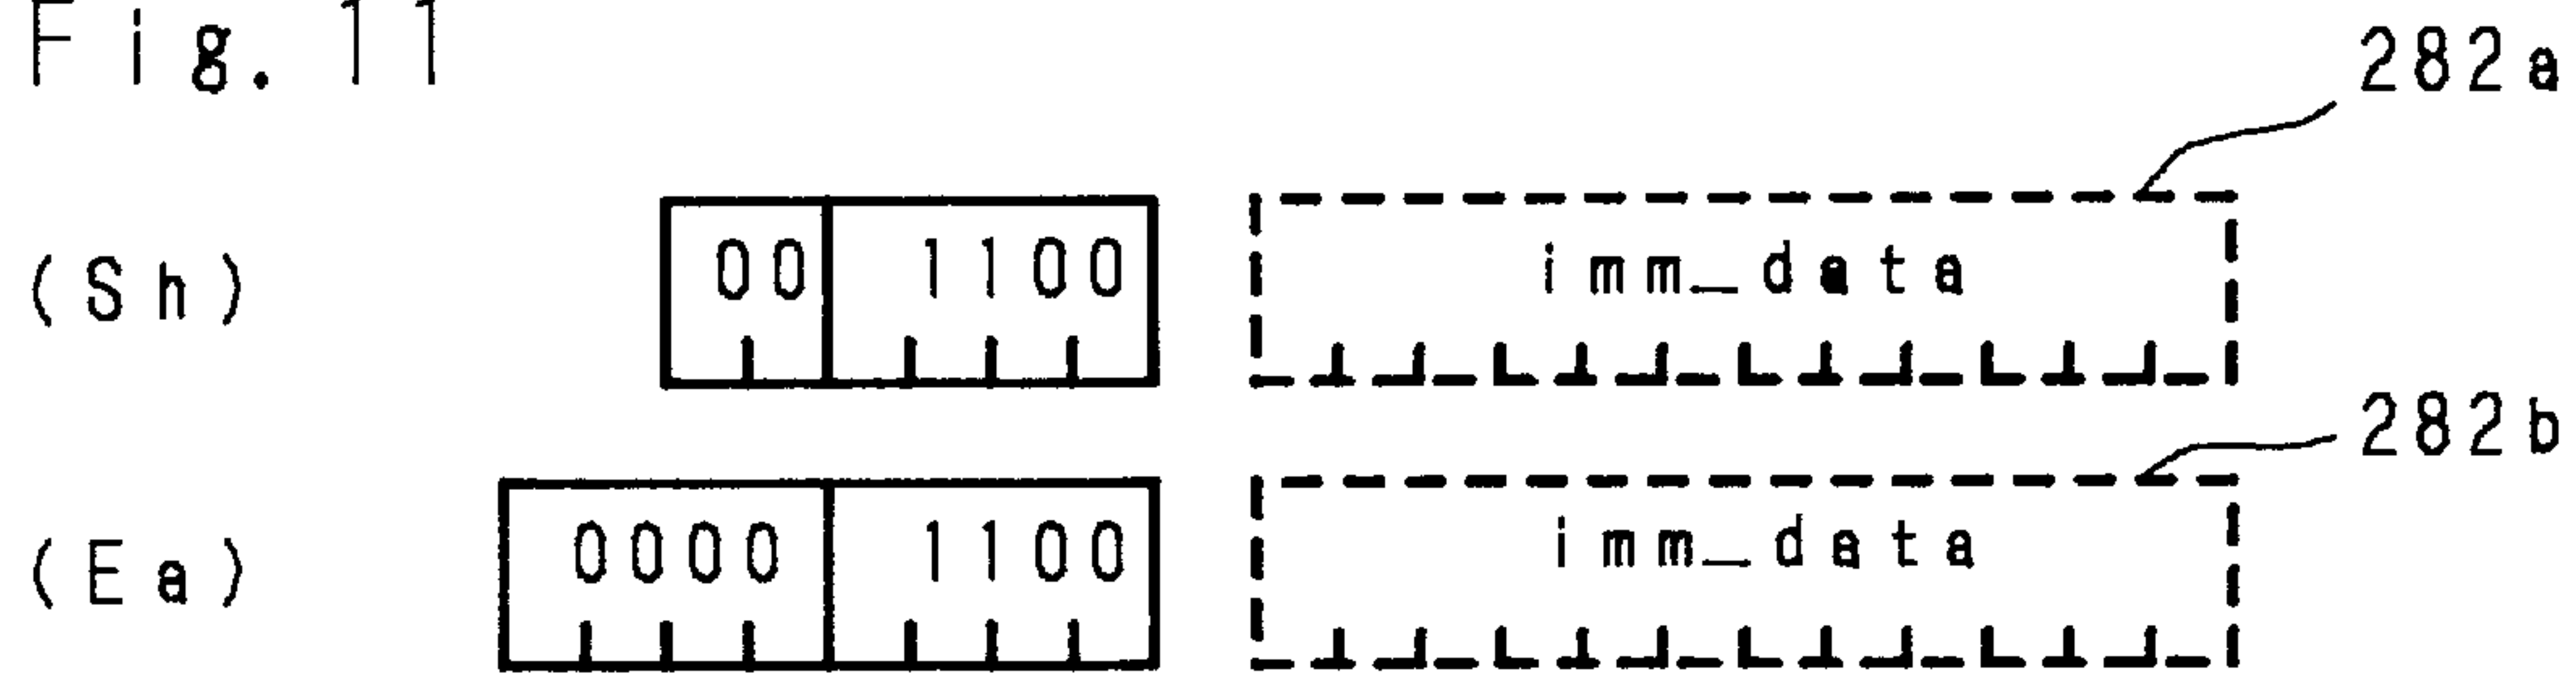 Fig. 11
282a
(Sh) 00 1100 imm_data
282b
(Ea) 0000 1100 imm_data